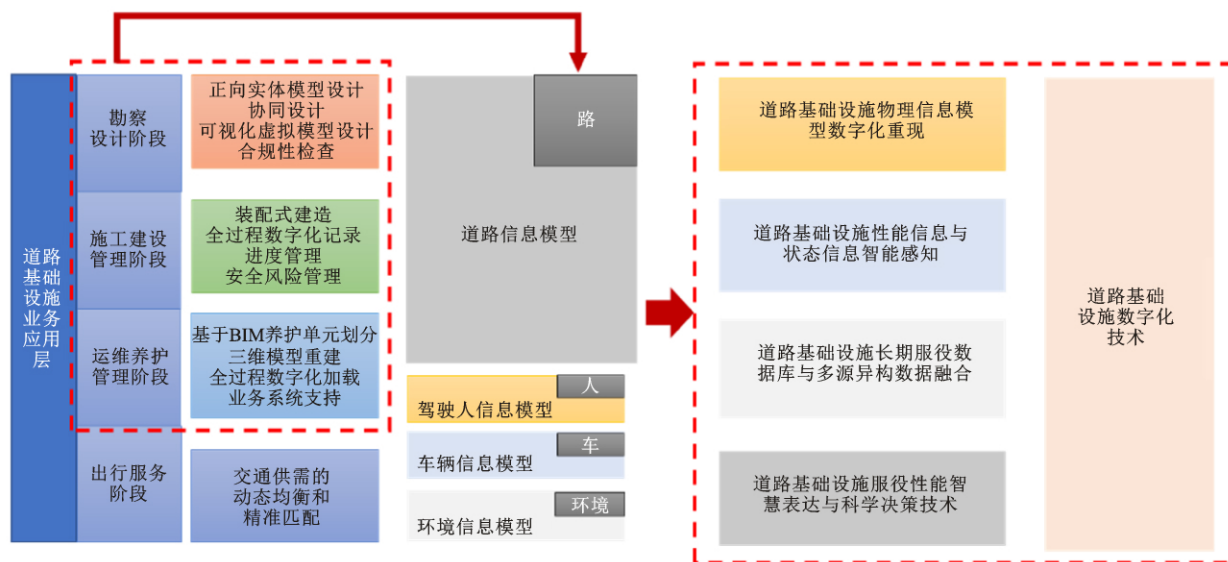 道路
基础
设施
业务
应用
层
勘察
设计阶段
正向实体模型设计
协同设计
可视化虚拟模型设计
合规性检查
施工建设
管理阶段
装配式建造
全过程数字化记录
进度管理
安全风险管理
运维养护
管理阶段
基于BIM养护单元划分
三维模型重建
全过程数字化加载
业务系统支持
出行服务
阶段
交通供需的
动态均衡和
精准匹配
路
道路信息模型
人
驾驶人信息模型
车
车辆信息模型
环境
环境信息模型
道路基础设施物理信息模
型数字化重现
道路基础设施性能信息与
状态信息智能感知
道路基础设施长期服役数
据库与多源异构数据融合
道路基础设施服役性能智
慧表达与科学决策技术
道路基础
设施数字化
技术